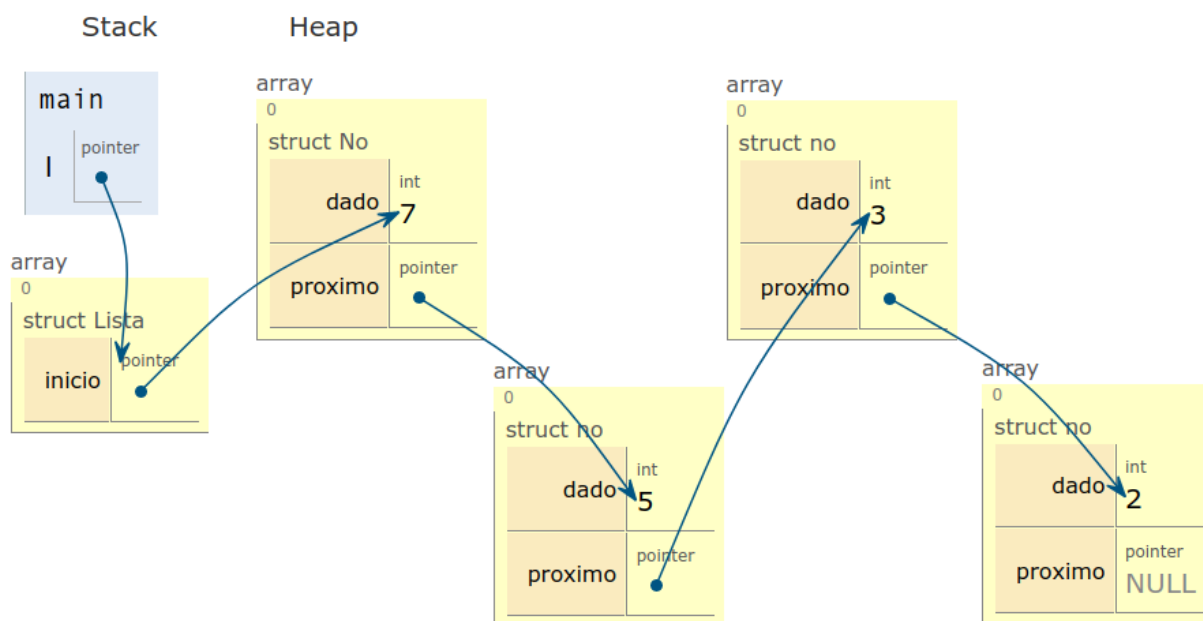 Stack
Heap
main
l
pointer
array
0
struct Lista
inicio
pointer
array
0
struct No
dado
int
7
proximo
pointer
array
0
struct no
dado
int
5
proximo
pointer
array
0
struct no
dado
int
3
proximo
pointer
array
0
struct no
dado
int
2
proximo
pointer
NULL